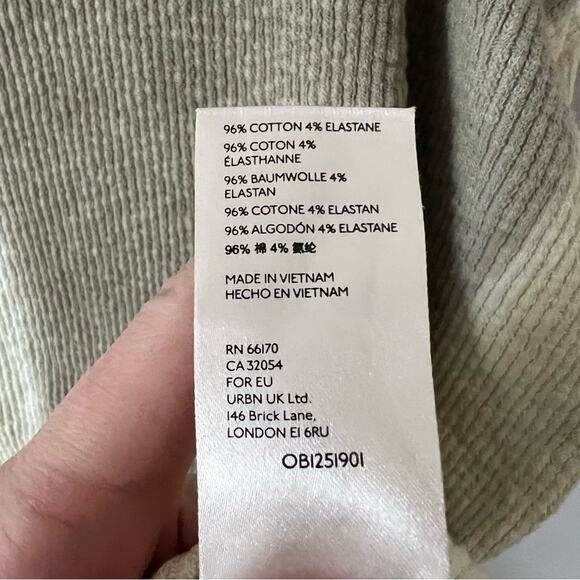 96% COTTON 4% ELASTANE
96% COTON 4%
ÉLASTHANNE
96% BAUMWOLLE 4%
ELASTAN
96% COTONE 4% ELASTAN
96% ALGODÓN 4% ELASTANE
96% 棉 4% 氨纶
MADE IN VIETNAM
HECHO EN VIETNAM
RN 66170
CA 32054
FOR EU
URBN UK Ltd.
146 Brick Lane,
LONDON E1 6RU
OB1251901